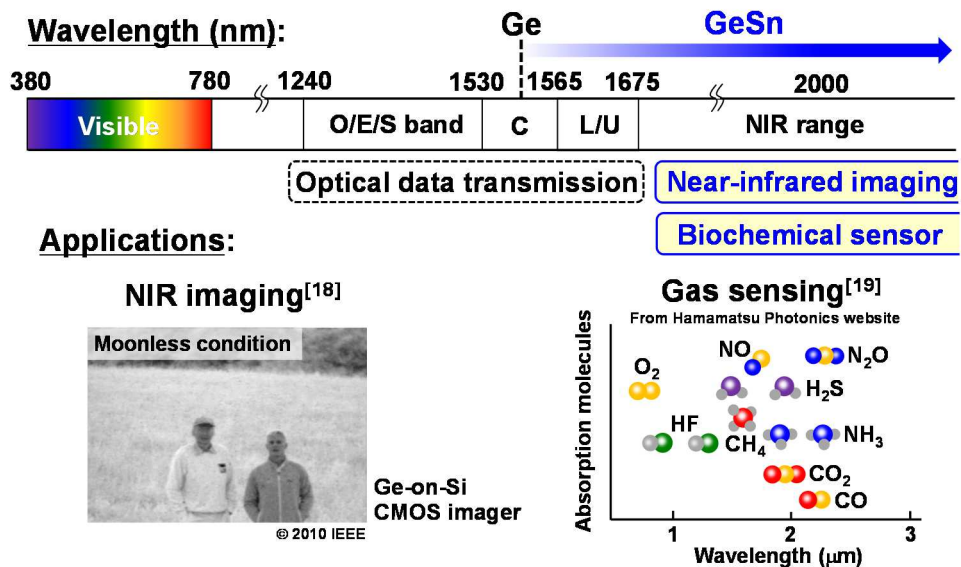 Wavelength (nm):
Ge
GeSn
380
780
1240
1530
1565
1675
2000
Visible
O/E/S band
C
L/U
NIR range
Optical data transmission
Near-infrared imaging
Biochemical sensor
Applications:
NIR imaging[18]
Moonless condition
Ge-on-Si
CMOS imager
© 2010 IEEE
Gas sensing[19]
From Hamamatsu Photonics website
Absorption molecules
O2
NO
N2O
H2S
HF
CH4
NH3
CO2
CO
1
2
3
Wavelength (μm)